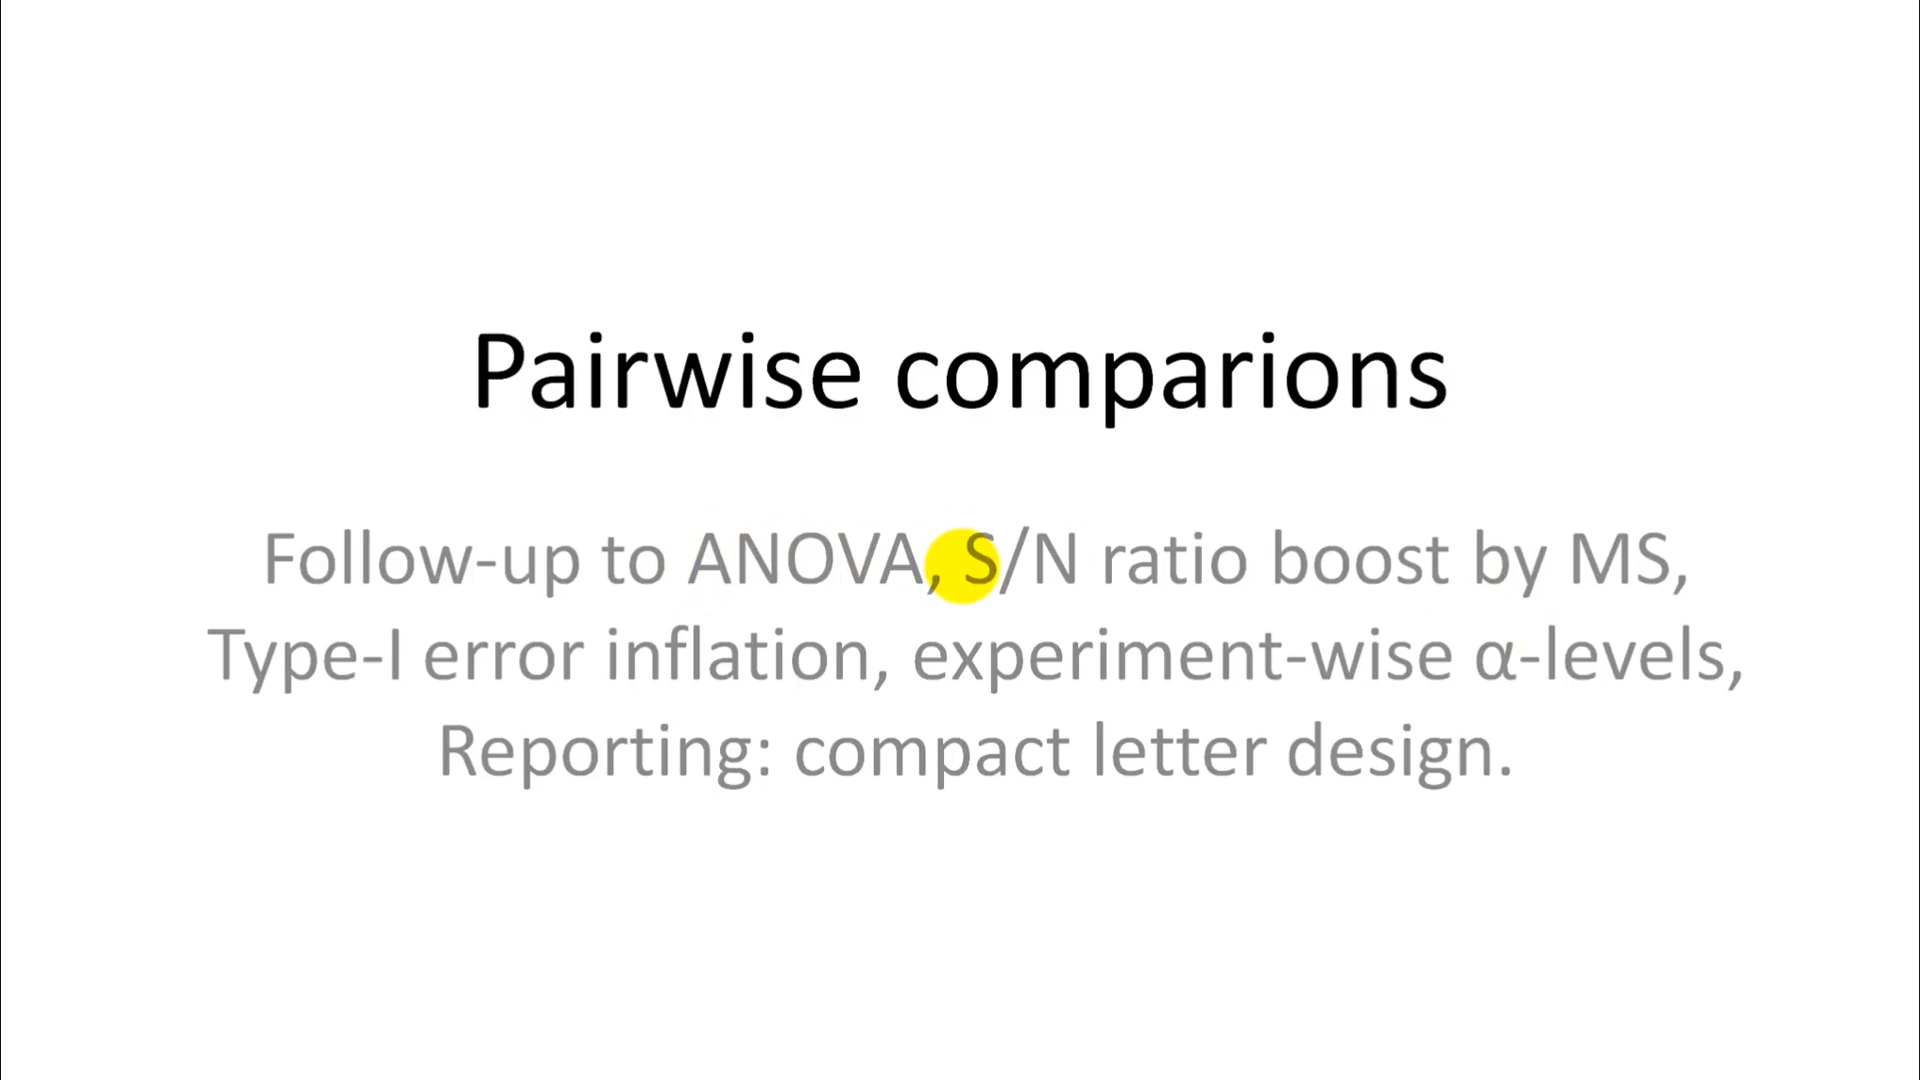 Pairwise comparions
Follow-up to ANOVA, S/N ratio boost by MS,
Type-I error inflation, experiment-wise α-levels,
Reporting: compact letter design.